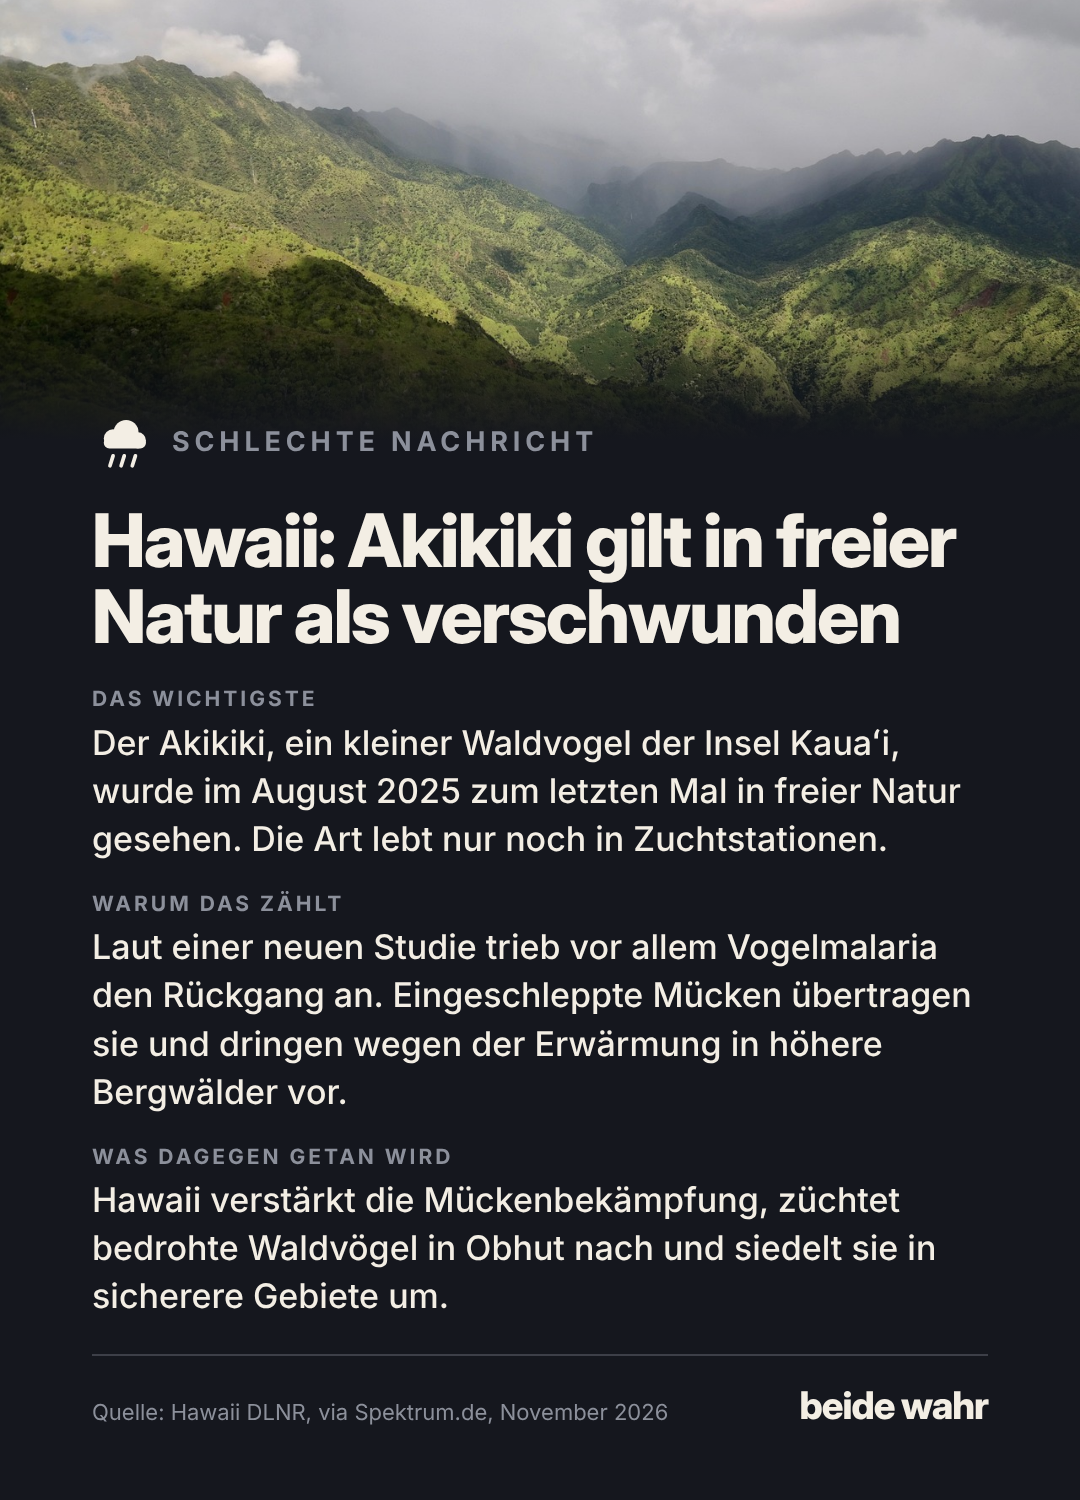 SCHLECHTE NACHRICHT
Hawaii: Akikiki gilt in freier
Natur als verschwunden
DAS WICHTIGSTE
Der Akikiki, ein kleiner Waldvogel der Insel Kauaʻi,
wurde im August 2025 zum letzten Mal in freier Natur
gesehen. Die Art lebt nur noch in Zuchtstationen.
WARUM DAS ZÄHLT
Laut einer neuen Studie trieb vor allem Vogelmalaria
den Rückgang an. Eingeschleppte Mücken übertragen
sie und dringen wegen der Erwärmung in höhere
Bergwälder vor.
WAS DAGEGEN GETAN WIRD
Hawaii verstärkt die Mückenbekämpfung, züchtet
bedrohte Waldvögel in Obhut nach und siedelt sie in
sicherere Gebiete um.
Quelle: Hawaii DLNR, via Spektrum.de, November 2026
beide wahr